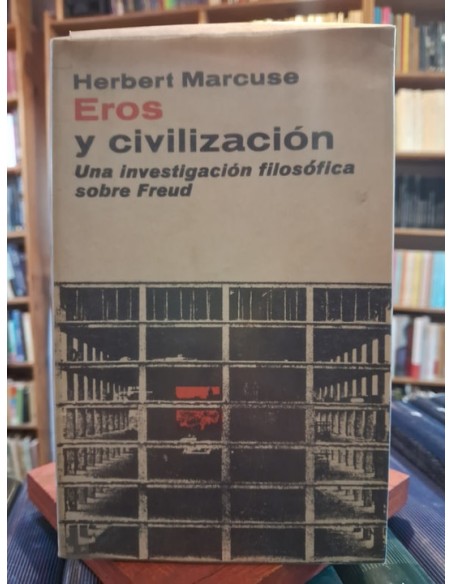 Herbert Marcuse
Eros
y civilización
Una investigación filosófica
sobre Freud